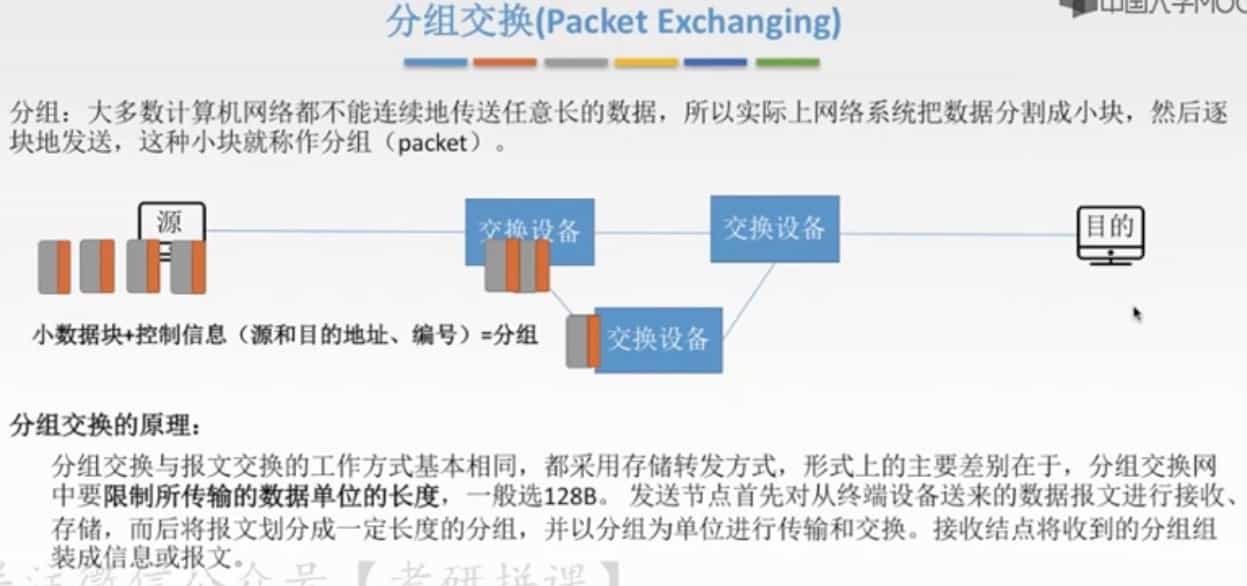 中国大学MOO
分组交换(Packet Exchanging)
分组：大多数计算机网络都不能连续地传送任意长的数据，所以实际上网络系统把数据分割成小块，然后逐
块地发送，这种小块就称作分组（packet）。
源
交换设备
交换设备
目的
小数据块+控制信息（源和目的地址、编号）=分组
交换设备
分组交换的原理：
分组交换与报文交换的工作方式基本相同，都采用存储转发方式，形式上的主要差别在于，分组交换网
中要限制所传输的数据单位的长度，一般选128B。 发送节点首先对从终端设备送来的数据报文进行接收、
存储，而后将报文划分成一定长度的分组，并以分组为单位进行传输和交换。接收结点将收到的分组组
装成信息或报文。
关注微信公众号【考研拼课】